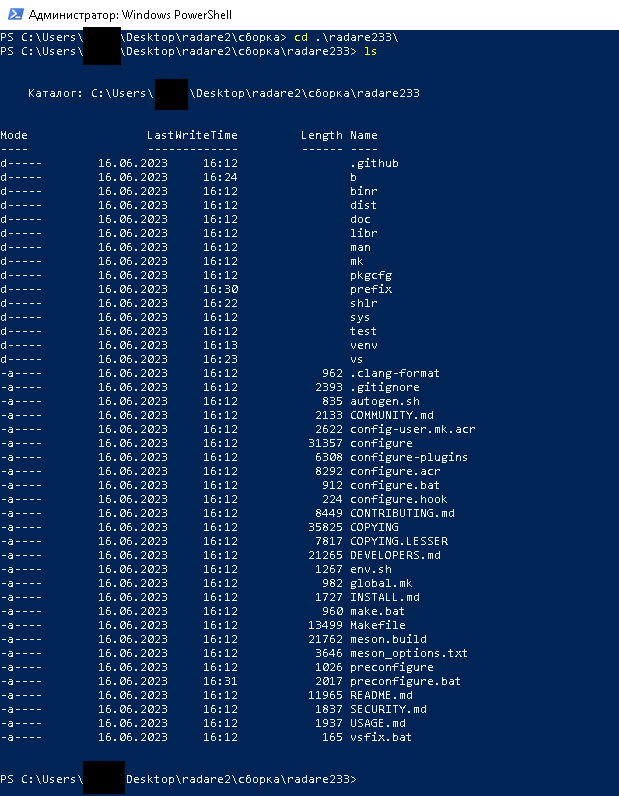 Администратор: Windows PowerShell
PS C:\Users\ \Desktop\radare2\сборка> cd .\radare233\
PS C:\Users\ \Desktop\radare2\сборка\radare233> ls
Каталог: C:\Users\ \Desktop\radare2\сборка\radare233
Mode LastWriteTime Length Name
---- ------------- ------ ----
d----- 16.06.2023 16:12 .github
d----- 16.06.2023 16:24 b
d----- 16.06.2023 16:12 binr
d----- 16.06.2023 16:12 dist
d----- 16.06.2023 16:12 doc
d----- 16.06.2023 16:12 libr
d----- 16.06.2023 16:12 man
d----- 16.06.2023 16:12 mk
d----- 16.06.2023 16:12 pkgcfg
d----- 16.06.2023 16:30 prefix
d----- 16.06.2023 16:22 shlr
d----- 16.06.2023 16:12 sys
d----- 16.06.2023 16:12 test
d----- 16.06.2023 16:13 venv
d----- 16.06.2023 16:23 vs
-a---- 16.06.2023 16:12 962 .clang-format
-a---- 16.06.2023 16:12 2393 .gitignore
-a---- 16.06.2023 16:12 835 autogen.sh
-a---- 16.06.2023 16:12 2133 COMMUNITY.md
-a---- 16.06.2023 16:12 2622 config-user.mk.acr
-a---- 16.06.2023 16:12 31357 configure
-a---- 16.06.2023 16:12 6308 configure-plugins
-a---- 16.06.2023 16:12 8292 configure.acr
-a---- 16.06.2023 16:12 912 configure.bat
-a---- 16.06.2023 16:12 224 configure.hook
-a---- 16.06.2023 16:12 8449 CONTRIBUTING.md
-a---- 16.06.2023 16:12 35825 COPYING
-a---- 16.06.2023 16:12 7817 COPYING.LESSER
-a---- 16.06.2023 16:12 21265 DEVELOPERS.md
-a---- 16.06.2023 16:12 1267 env.sh
-a---- 16.06.2023 16:12 982 global.mk
-a---- 16.06.2023 16:12 1727 INSTALL.md
-a---- 16.06.2023 16:12 960 make.bat
-a---- 16.06.2023 16:12 13499 Makefile
-a---- 16.06.2023 16:12 21762 meson.build
-a---- 16.06.2023 16:12 3646 meson_options.txt
-a---- 16.06.2023 16:12 1026 preconfigure
-a---- 16.06.2023 16:31 2017 preconfigure.bat
-a---- 16.06.2023 16:12 11965 README.md
-a---- 16.06.2023 16:12 1837 SECURITY.md
-a---- 16.06.2023 16:12 1937 USAGE.md
-a---- 16.06.2023 16:12 165 vsfix.bat
PS C:\Users\ Desktop\radare2\сборка\radare233>